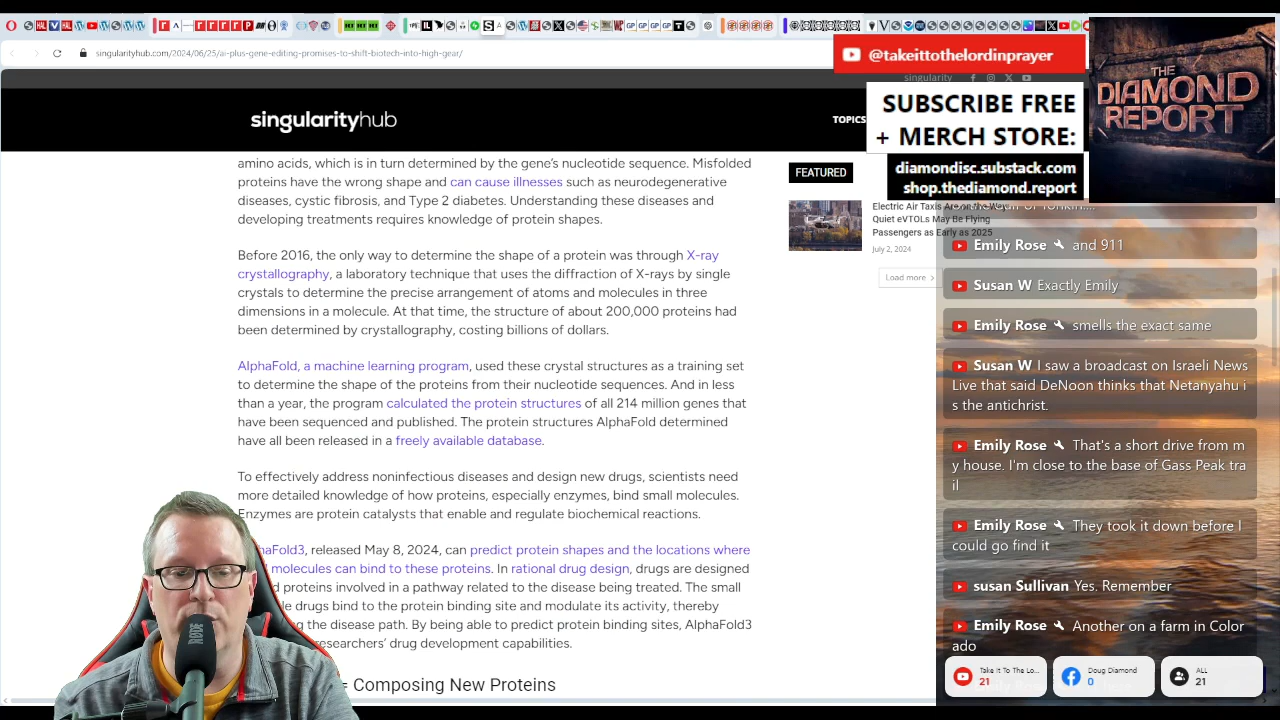 singularityhub.com/2024/06/25/ai-plus-gene-editing-promises-to-shift-biotech-into-high-gear/
@takeittothelordinprayer
singularity
singularityhub
TOPICS
SUBSCRIBE FREE
+ MERCH STORE:
diamondisc.substack.com
shop.thediamond.report
THE
DIAMOND
REPORT
amino acids, which is in turn determined by the gene's nucleotide sequence. Misfolded
proteins have the wrong shape and can cause illnesses such as neurodegenerative
diseases, cystic fibrosis, and Type 2 diabetes. Understanding these diseases and
developing treatments requires knowledge of protein shapes.
Before 2016, the only way to determine the shape of a protein was through X-ray
crystallography, a laboratory technique that uses the diffraction of X-rays by single
crystals to determine the precise arrangement of atoms and molecules in three
dimensions in a molecule. At that time, the structure of about 200,000 proteins had
been determined by crystallography, costing billions of dollars.
AlphaFold, a machine learning program, used these crystal structures as a training set
to determine the shape of the proteins from their nucleotide sequences. And in less
than a year, the program calculated the protein structures of all 214 million genes that
have been sequenced and published. The protein structures AlphaFold determined
have all been released in a freely available database.
To effectively address noninfectious diseases and design new drugs, scientists need
more detailed knowledge of how proteins, especially enzymes, bind small molecules.
Enzymes are protein catalysts that enable and regulate biochemical reactions.
haFold3, released May 8, 2024, can predict protein shapes and the locations where
molecules can bind to these proteins. In rational drug design, drugs are designed
d proteins involved in a pathway related to the disease being treated. The small
le drugs bind to the protein binding site and modulate its activity, thereby
g the disease path. By being able to predict protein binding sites, AlphaFold3
researchers' drug development capabilities.
= Composing New Proteins
FEATURED
Electric Air Taxis Are on the Way
Quiet eVTOLs May Be Flying
Passengers as Early as 2025
July 2, 2024
Load more
Emily Rose and 911
Susan W Exactly Emily
Emily Rose smells the exact same
Susan W I saw a broadcast on Israeli News
Live that said DeNoon thinks that Netanyahu i
s the antichrist.
Emily Rose That's a short drive from m
y house. I'm close to the base of Gass Peak tra
il
Emily Rose They took it down before I
could go find it
susan Sullivan Yes. Remember
Emily Rose Another on a farm in Color
ado
Take It To The Lo...
21
Doug Diamond
0
ALL
21
RØDE